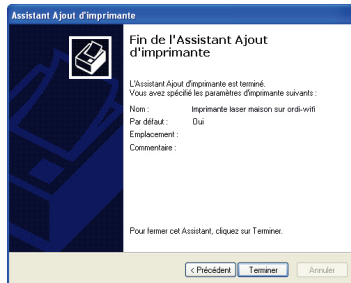 Assistant Ajout d'imprimante
Fin de l'Assistant Ajout
d'imprimante
L'Assistant Ajout d'imprimante est terminé.
Vous avez spécifié les paramètres d'imprimante suivants :
Nom : Imprimante laser maison sur ordi-wifi
Par défaut : Oui
Emplacement :
Commentaire :
Pour fermer cet Assistant, cliquez sur Terminer.
< Précédent Terminer Annuler